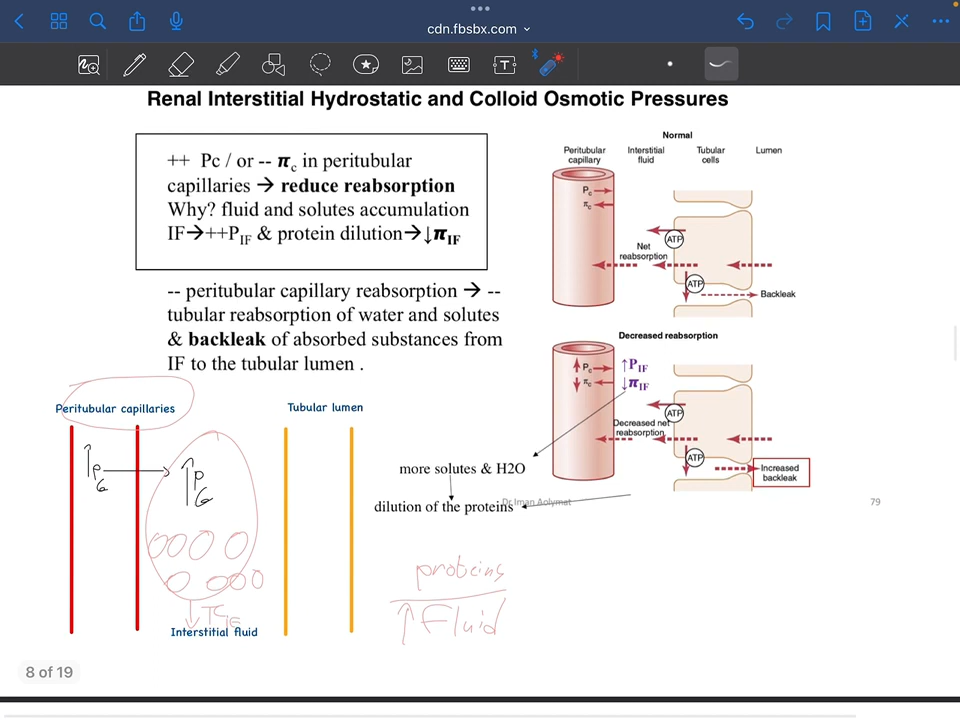 cdn.fbsbx.com
Renal Interstitial Hydrostatic and Colloid Osmotic Pressures
++ Pc / or -- πc in peritubular
capillaries → reduce reabsorption
Why? fluid and solutes accumulation
IF→++PIF & protein dilution→↓πIF
-- peritubular capillary reabsorption → --
tubular reabsorption of water and solutes
& backleak of absorbed substances from
IF to the tubular lumen .
Normal
Peritubular capillary
Interstitial fluid
Tubular cells
Lumen
Pc
πc
ATP
Net reabsorption
ATP
Backleak
Decreased reabsorption
↑Pc
↓πc
↑PIF
↓πIF
ATP
Decreased net reabsorption
ATP
Increased backleak
Peritubular capillaries
Tubular lumen
↑P
↑P
more solutes & H2O
dilution of the proteins
Dr.Iman Aolymat
79
proteins
↑Fluid
Interstitial fluid
8 of 19